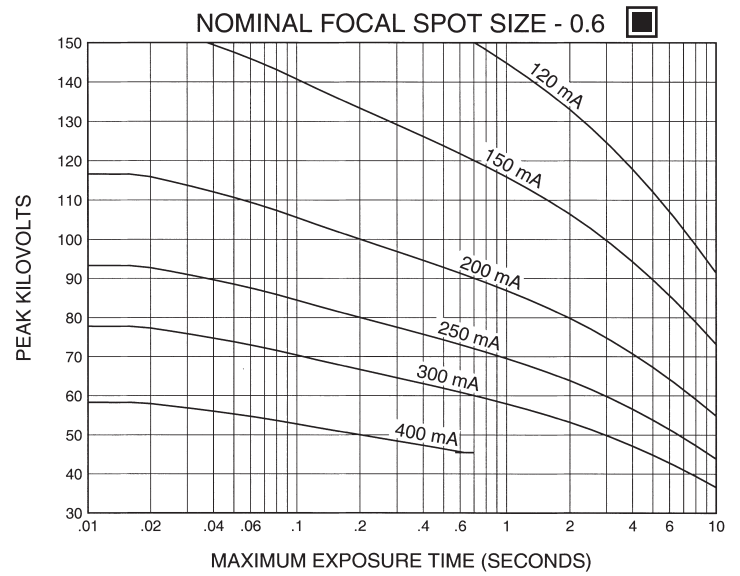 NOMINAL FOCAL SPOT SIZE - 0.6
150
140
130
120
110
100
90
80
70
60
50
40
30
PEAK KILOVOLTS
120 mA
150 mA
200 mA
250 mA
300 mA
400 mA
.01 .02 .04 .06 .1 .2 .4 .6 1 2 4 6 10
MAXIMUM EXPOSURE TIME (SECONDS)